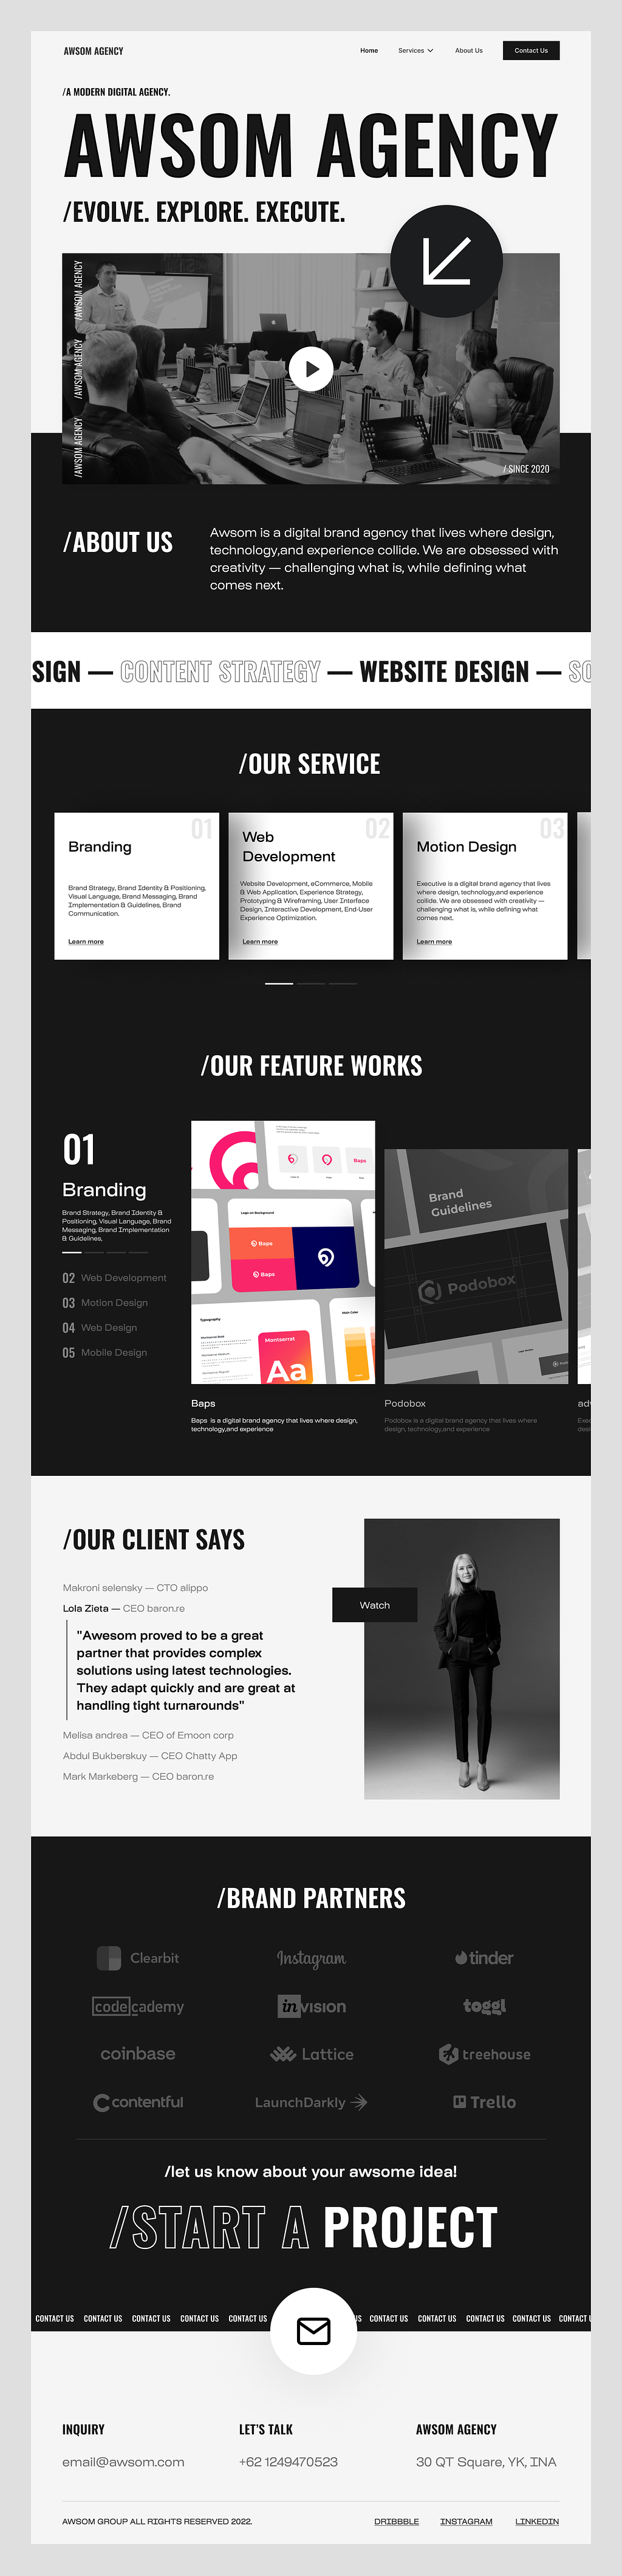 AWSOM AGENCY
Home
Services
About Us
Contact Us
/A MODERN DIGITAL AGENCY.
AWSOM AGENCY
/EVOLVE. EXPLORE. EXECUTE.
/AWSOM AGENCY
/AWSOM AGENCY
/AWSOM AGENCY
/ SINCE 2020
/ABOUT US
Awsom is a digital brand agency that lives where design,
technology,and experience collide. We are obsessed with
creativity — challenging what is, while defining what
comes next.
SIGN — CONTENT STRATEGY — WEBSITE DESIGN — SO
/OUR SERVICE
01
Branding
Brand Strategy, Brand Identity & Positioning,
Visual Language, Brand Messaging, Brand
Implementation & Guidelines, Brand
Communication.
Learn more
02
Web
Development
Website Development, eCommerce, Mobile
& Web Application, Experience Strategy,
Prototyping & Wireframing, User Interface
Design, Interactive Development, End-User
Experience Optimization.
Learn more
03
Motion Design
Executive is a digital brand agency that lives
where design, technology,and experience
collide. We are obsessed with creativity —
challenging what is, while defining what
comes next.
Learn more
/OUR FEATURE WORKS
01
Branding
Brand Strategy, Brand Identity &
Positioning, Visual Language, Brand
Messaging, Brand Implementation
& Guidelines,
02 Web Development
03 Motion Design
04 Web Design
05 Mobile Design
Baps
Logo on Background
Baps
Baps
Typography
Main Color
Montserrat
Aa
Baps
Baps is a digital brand agency that lives where design,
technology,and experience
Brand
Guidelines
Podobox
Podobox
Podobox is a digital brand agency that lives where
design, technology,and experience
adv
Exec
desi
/OUR CLIENT SAYS
Makroni selensky — CTO alippo
Lola Zieta — CEO baron.re
"Awesom proved to be a great
partner that provides complex
solutions using latest technologies.
They adapt quickly and are great at
handling tight turnarounds"
Melisa andrea — CEO of Emoon corp
Abdul Bukberskuy — CEO Chatty App
Mark Markeberg — CEO baron.re
Watch
/BRAND PARTNERS
Clearbit
Instagram
tinder
codecademy
invision
toggl
coinbase
Lattice
treehouse
contentful
LaunchDarkly
Trello
/let us know about your awsome idea!
/START A PROJECT
CONTACT US CONTACT US CONTACT US CONTACT US CONTACT US US CONTACT US CONTACT US CONTACT US CONTACT US CONTACT U
INQUIRY
email@awsom.com
LET'S TALK
+62 1249470523
AWSOM AGENCY
30 QT Square, YK, INA
AWSOM GROUP ALL RIGHTS RESERVED 2022.
DRIBBBLE
INSTAGRAM
LINKEDIN